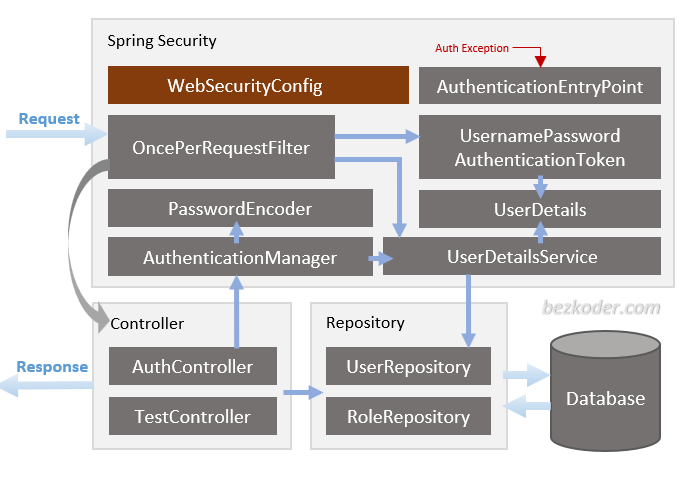 Spring Security
Auth Exception
WebSecurityConfig
AuthenticationEntryPoint
Request
OncePerRequestFilter
UsernamePassword
AuthenticationToken
PasswordEncoder
UserDetails
AuthenticationManager
UserDetailsService
bezkoder.com
Controller
Repository
Response
AuthController
UserRepository
Database
TestController
RoleRepository